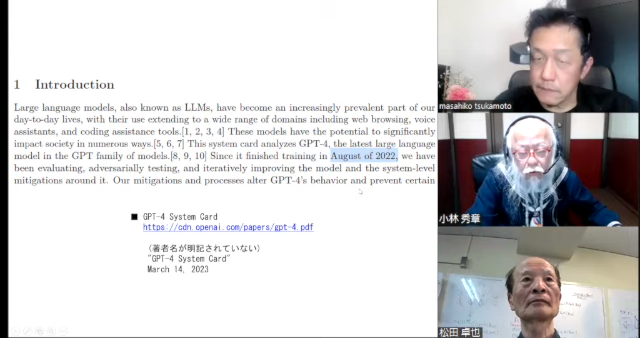 1 Introduction
Large language models, also known as LLMs, have become an increasingly prevalent part of our
day-to-day lives, with their use extending to a wide range of domains including web browsing, voice
assistants, and coding assistance tools.[1, 2, 3, 4] These models have the potential to significantly
impact society in numerous ways.[5, 6, 7] This system card analyzes GPT-4, the latest large language
model in the GPT family of models.[8, 9, 10] Since it finished training in August of 2022, we have
been evaluating, adversarially testing, and iteratively improving the model and the system-level
mitigations around it. Our mitigations and processes alter GPT-4's behavior and prevent certain
■ GPT-4 System Card
https://cdn.openai.com/papers/gpt-4.pdf
(著者名が明記されていない)
"GPT-4 System Card"
March 14, 2023
masahiko tsukamoto
小林 秀章
松田 卓也